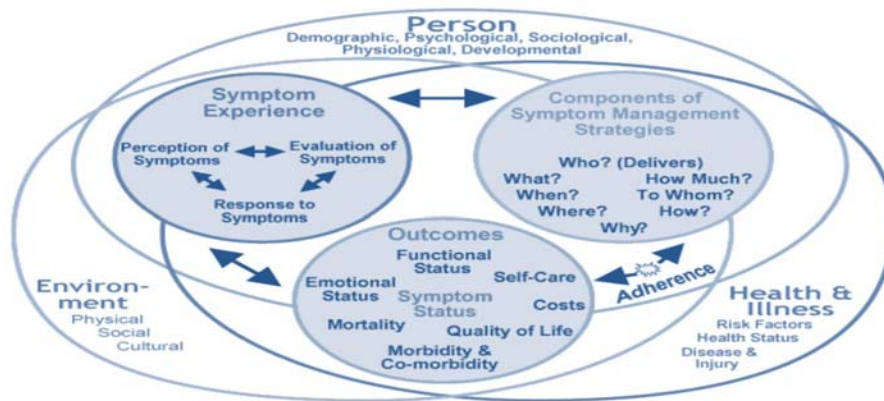 Person
Demographic, Psychological, Sociological,
Physiological, Developmental
Symptom
Experience
Perception of
Symptoms
Evaluation of
Symptoms
Response to
Symptoms
Components of
Symptom Management
Strategies
Who? (Delivers)
What?
How Much?
When?
To Whom?
Where?
How?
Why?
Outcomes
Functional
Status
Emotional
Status
Self-Care
Symptom
Status
Costs
Mortality
Quality of Life
Morbidity &
Co-morbidity
Adherence
Environ-
ment
Physical
Social
Cultural
Health &
Illness
Risk Factors
Health Status
Disease &
Injury